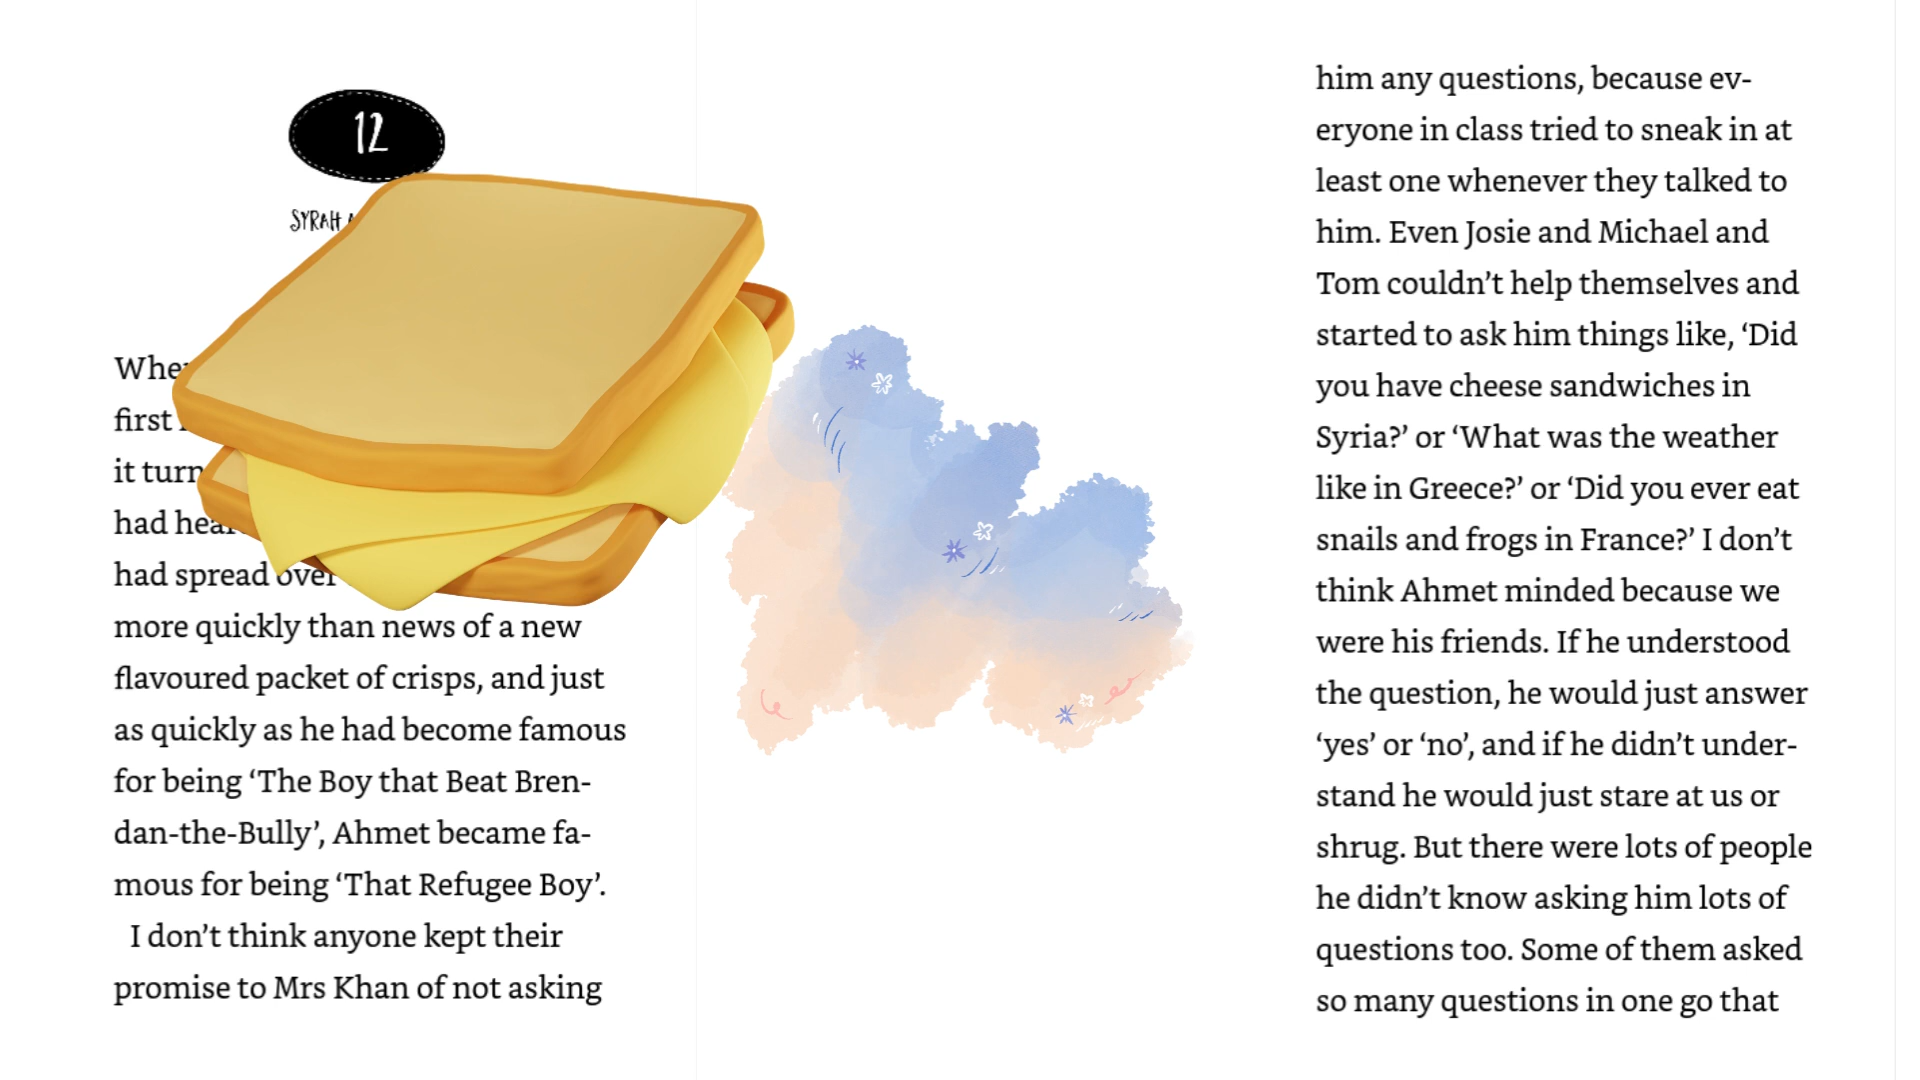 12
SYRAH
first
it turn
had
had spread over
more quickly than news of a new
flavoured packet of crisps, and just
as quickly as he had become famous
for being ‘The Boy that Beat Bren-
dan-the-Bully’, Ahmet became fa-
mous for being ‘That Refugee Boy’.
I don’t think anyone kept their
promise to Mrs Khan of not asking
him any questions, because ev-
eryone in class tried to sneak in at
least one whenever they talked to
him. Even Josie and Michael and
Tom couldn’t help themselves and
started to ask him things like, ‘Did
you have cheese sandwiches in
Syria?’ or ‘What was the weather
like in Greece?’ or ‘Did you ever eat
snails and frogs in France?’ I don’t
think Ahmet minded because we
were his friends. If he understood
the question, he would just answer
‘yes’ or ‘no’, and if he didn’t under-
stand he would just stare at us or
shrug. But there were lots of people
he didn’t know asking him lots of
questions too. Some of them asked
so many questions in one go that